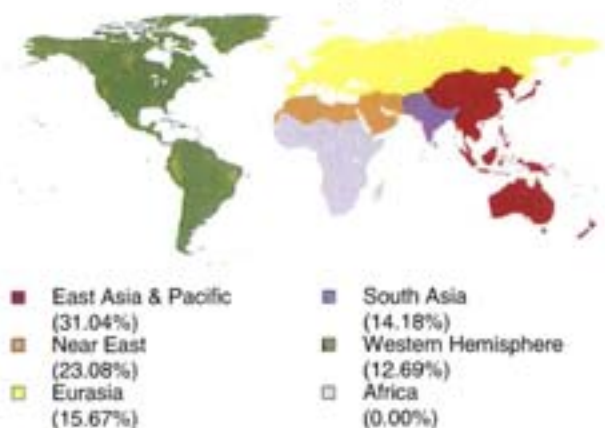 East Asia & Pacific
(31.04%)
Near East
(23.08%)
Eurasia
(15.67%)
South Asia
(14.18%)
Western Hemisphere
(12.69%)
Africa
(0.00%)